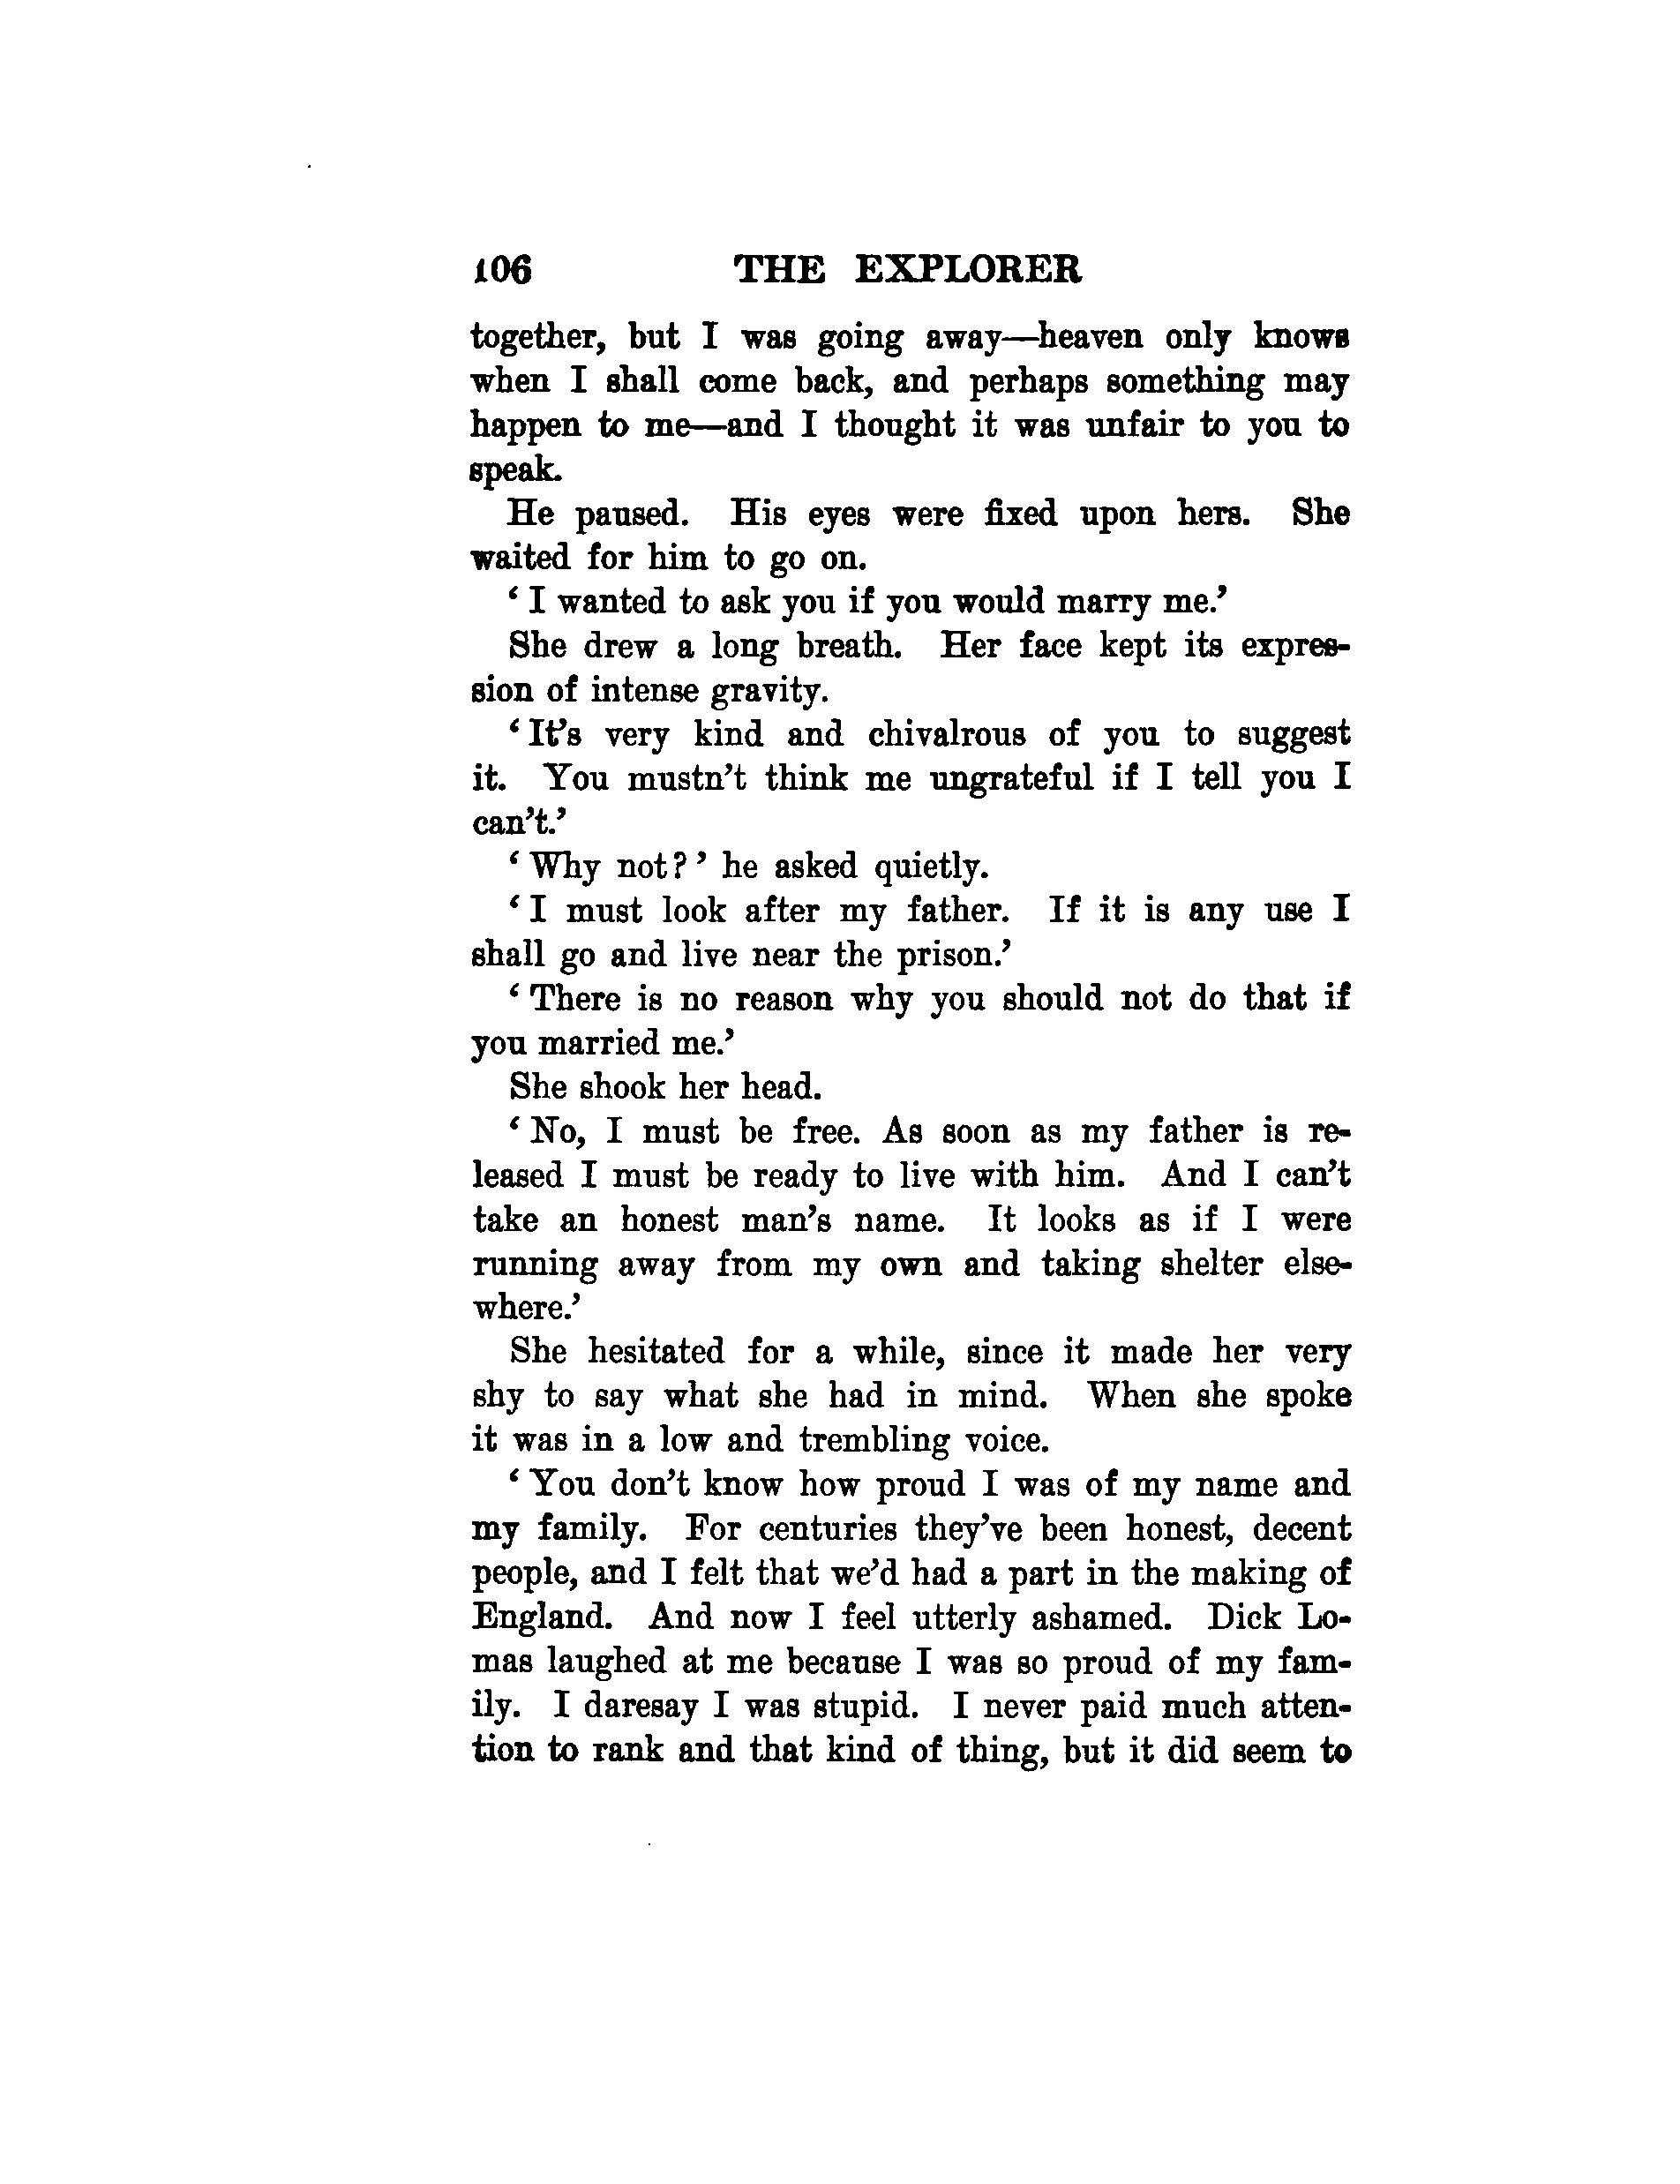 106 THE EXPLORER
together, but I was going away—heaven only knows
when I shall come back, and perhaps something may
happen to me—and I thought it was unfair to you to
speak.
He paused. His eyes were fixed upon hers. She
waited for him to go on.
‘ I wanted to ask you if you would marry me.’
She drew a long breath. Her face kept its expres-
sion of intense gravity.
‘ It’s very kind and chivalrous of you to suggest
it. You mustn’t think me ungrateful if I tell you I
can’t.’
‘ Why not? ’ he asked quietly.
‘ I must look after my father. If it is any use I
shall go and live near the prison.’
‘ There is no reason why you should not do that if
you married me.’
She shook her head.
‘ No, I must be free. As soon as my father is re-
leased I must be ready to live with him. And I can’t
take an honest man’s name. It looks as if I were
running away from my own and taking shelter else-
where.’
She hesitated for a while, since it made her very
shy to say what she had in mind. When she spoke
it was in a low and trembling voice.
‘ You don’t know how proud I was of my name and
my family. For centuries they’ve been honest, decent
people, and I felt that we’d had a part in the making of
England. And now I feel utterly ashamed. Dick Lo-
mas laughed at me because I was so proud of my fam-
ily. I daresay I was stupid. I never paid much atten-
tion to rank and that kind of thing, but it did seem to